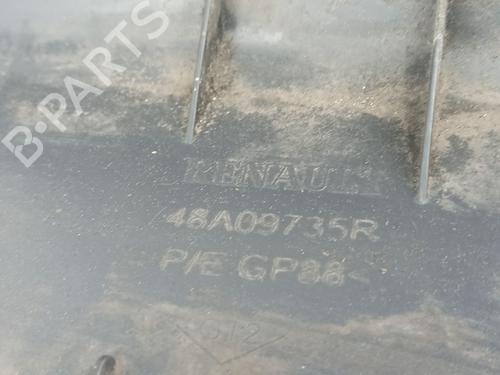 B-PARTS
RENAULT
48A09735R
P/E GP88<